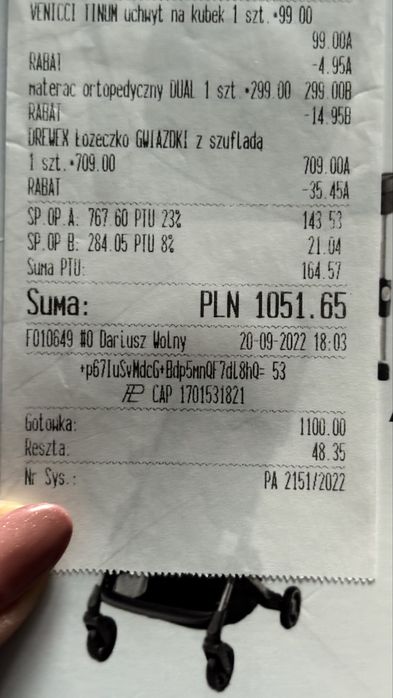 VENICCI TINUM uchwyt na kubek 1 szt.*99.00
99.00A
RABAT -4.95A
materac ortopedyczny DUAL 1 szt.*299.00 299.00B
RABAT -14.95B
DREWEX Łozeczko GWIAZDKI z szufladą
1 szt.*709.00 709.00A
RABAT -35.45A
SP.OP.A: 767.60 PTU 23% 143.53
SP.OP B: 284.05 PTU 8% 21.04
Suma PTU: 164.57
Suma: PLN 1051.65
F010649 #0 Dariusz Wolny 20-09-2022 18:03
+p67IuSvMdcG+Bdp5mnQF7dL8hQ= 53
CAP 1701531821
Gotówka: 1100.00
Reszta: 48.35
Nr Sys.: PA 2151/2022